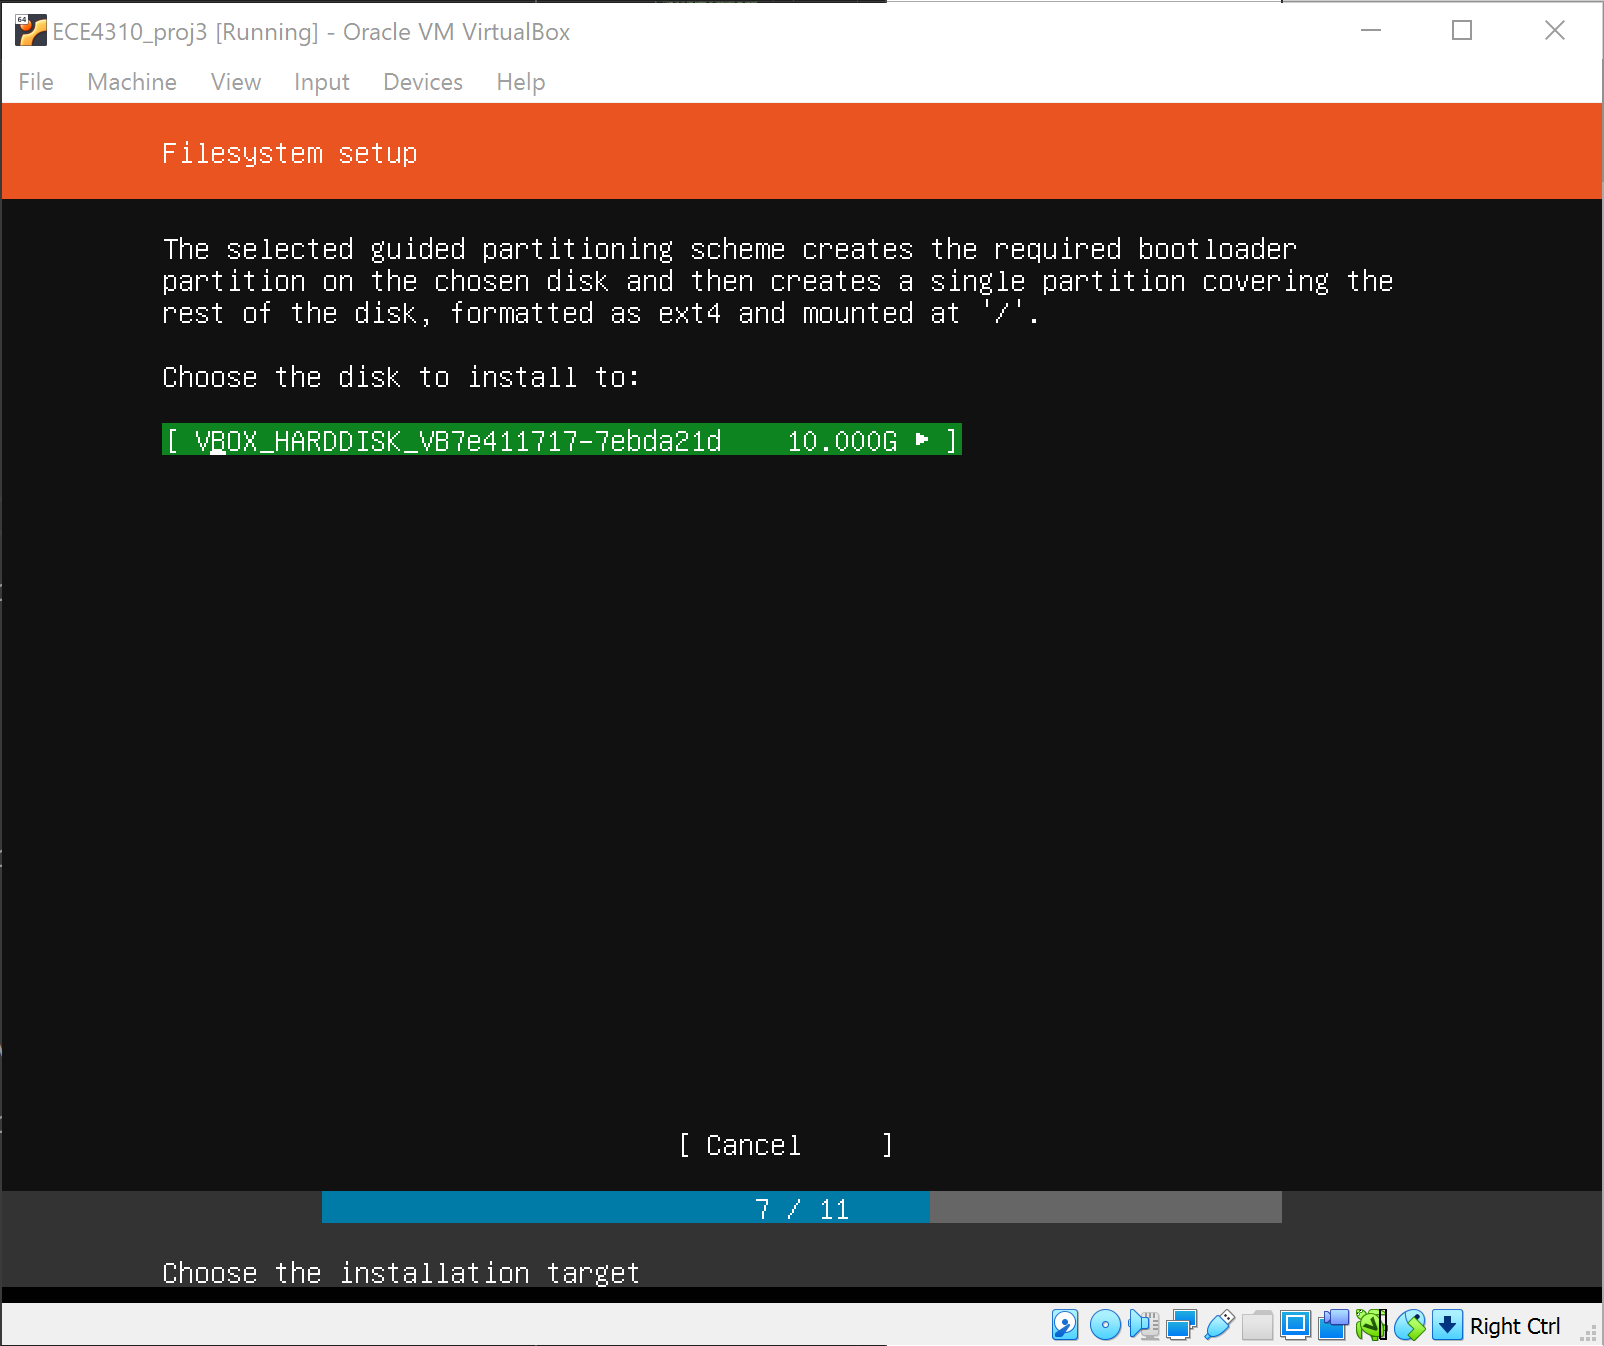 64
ECE4310_proj3 [Running] - Oracle VM VirtualBox
File Machine View Input Devices Help
Filesystem setup
The selected guided partitioning scheme creates the required bootloader
partition on the chosen disk and then creates a single partition covering the
rest of the disk, formatted as ext4 and mounted at '/'.
Choose the disk to install to:
[ VBOX_HARDDISK_VB7e411717-7ebda21d 10.000G ► ]
[ Cancel ]
7 / 11
Choose the installation target
Right Ctrl